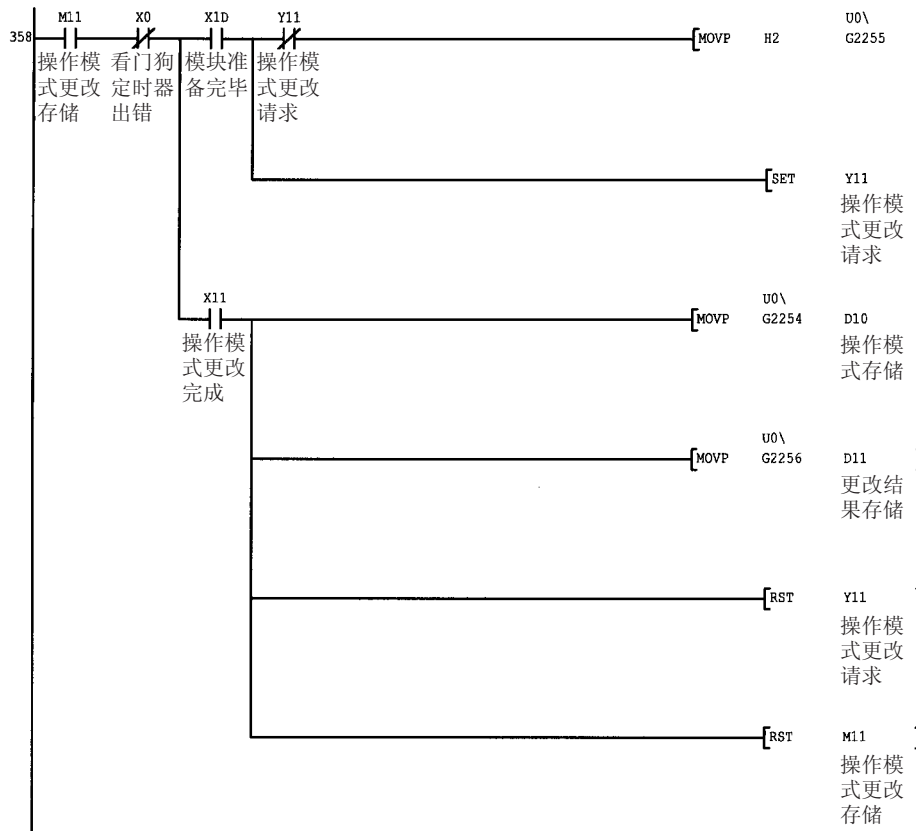 M11 X0 X1D Y11 U0\
358 MOVP H2 G2255
操作模 看门狗 模块准 操作模
式更改 定时器 备完毕 式更改
存储 出错 请求
SET Y11
操作模
式更改
请求
X11 U0\
MOVP G2254 D10
操作模 操作模
式更改 式存储
完成
U0\
MOVP G2256 D11
更改结
果存储
RST Y11
操作模
式更改
请求
RST M11
操作模
式更改
存储